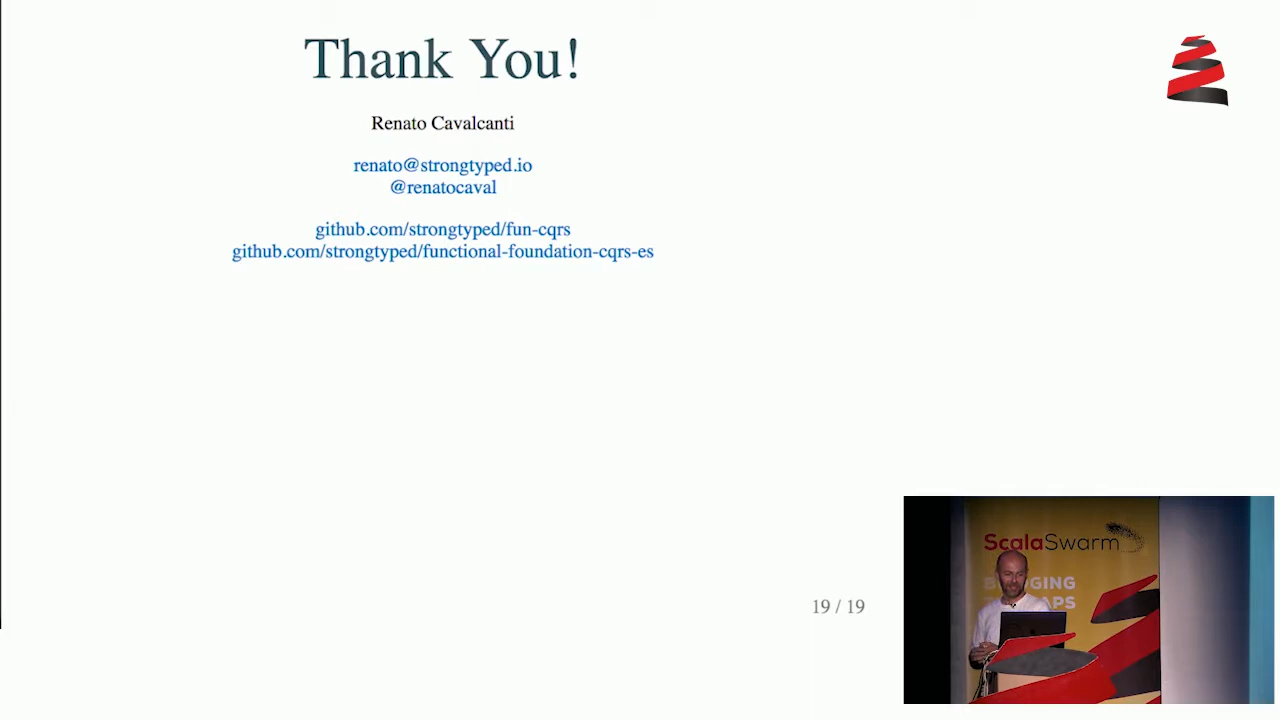 Thank You!
Renato Cavalcanti
renato@strongtyped.io
@renatocaval
github.com/strongtyped/fun-cqrs
github.com/strongtyped/functional-foundation-cqrs-es
19 / 19
ScalaSwarm